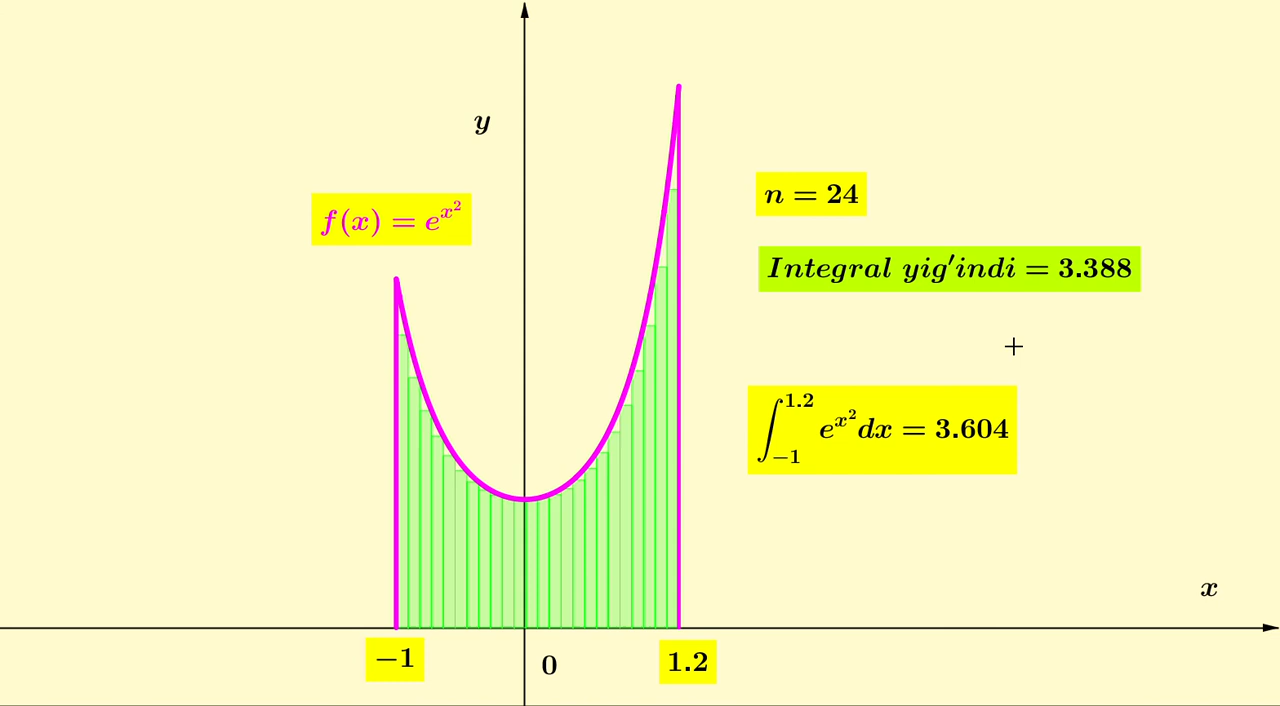 y
n = 24
f(x) = e^{x^2}
Integral yig'indi = 3.388
+
∫_{-1}^{1.2} e^{x^2} dx = 3.604
x
−1
0
1.2